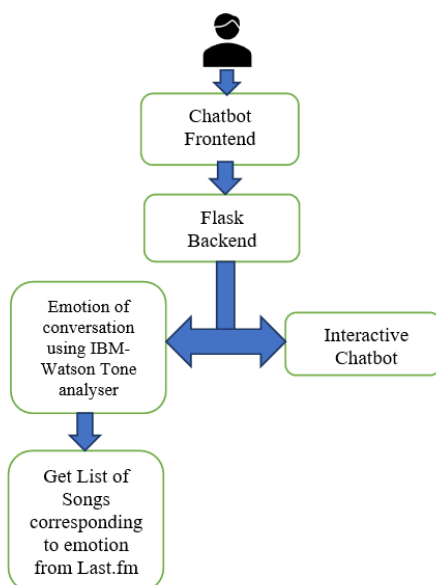 Chatbot
Frontend
Flask
Backend
Emotion of
conversation
using IBM-
Watson Tone
analyser
Interactive
Chatbot
Get List of
Songs
corresponding
to emotion
from Last.fm